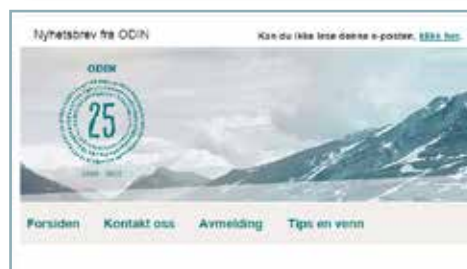 Nyhetsbrev fra ODIN
Kan du ikke lese denne e-posten, klikk her.
ODIN
25
Forsiden Kontakt oss Avmelding Tips en venn